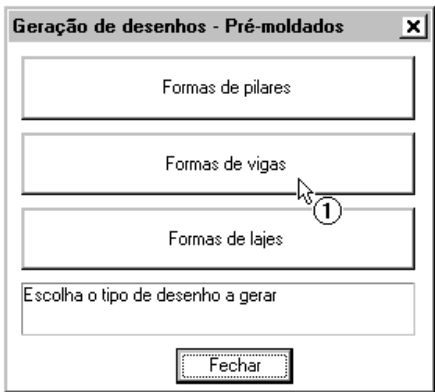 Geração de desenhos - Pré-moldados
Formas de pilares
Formas de vigas
1
Formas de lajes
Escolha o tipo de desenho a gerar
Fechar